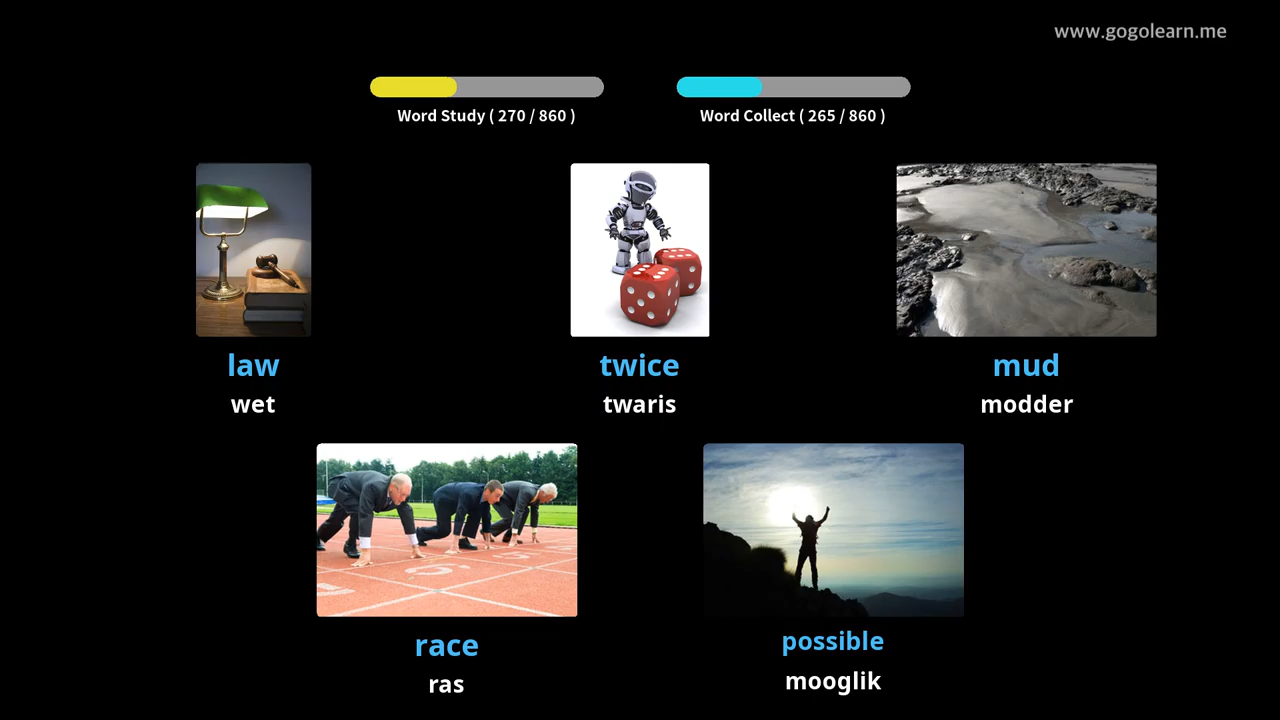 www.gogolearn.me
Word Study ( 270 / 860 )
Word Collect ( 265 / 860 )
law
wet
twice
twaris
mud
modder
race
ras
possible
mooglik